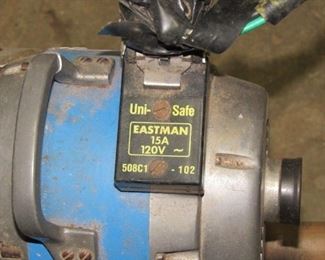 Uni- Safe
EASTMAN
15A
120V ~
508C1 - 102